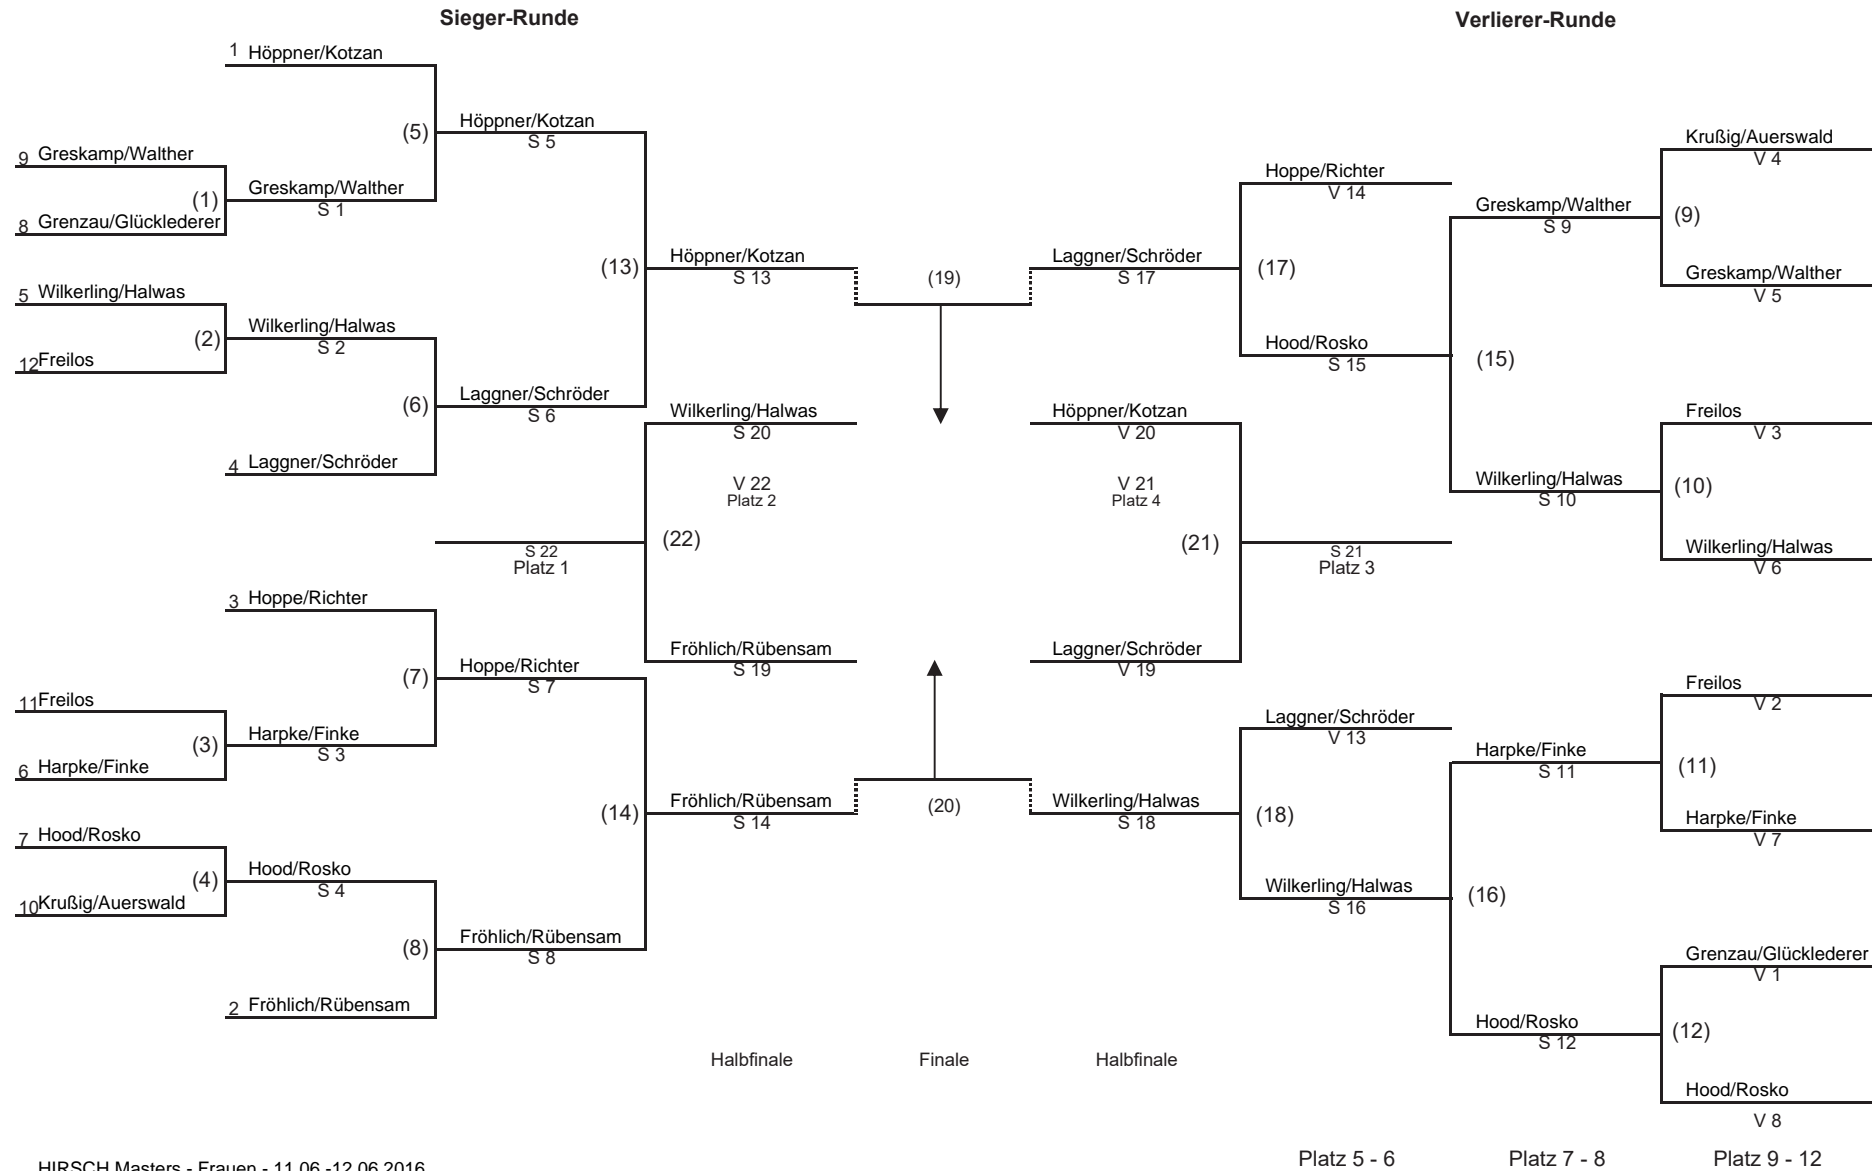 Sieger-Runde
Verlierer-Runde
1 Höppner/Kotzan
(5)
Höppner/Kotzan
S 5
9 Greskamp/Walther
(1)
Greskamp/Walther
S 1
8 Grenzau/Glücklederer
5 Wilkerling/Halwas
(2)
Wilkerling/Halwas
S 2
12 Freilos
(6)
Laggner/Schröder
S 6
4 Laggner/Schröder
(13)
Höppner/Kotzan
S 13
(19)
Laggner/Schröder
S 17
(17)
Hoppe/Richter
V 14
Hood/Rosko
S 15
Greskamp/Walther
S 9
(9)
Krußig/Auerswald
V 4
Greskamp/Walther
V 5
(15)
Freilos
V 3
Wilkerling/Halwas
S 10
(10)
Wilkerling/Halwas
V 6
Wilkerling/Halwas
S 20
V 22
Platz 2
Höppner/Kotzan
V 20
V 21
Platz 4
S 22
Platz 1
(22)
(21)
S 21
Platz 3
Fröhlich/Rübensam
S 19
Laggner/Schröder
V 19
3 Hoppe/Richter
(7)
Hoppe/Richter
S 7
11 Freilos
(3)
Harpke/Finke
S 3
6 Harpke/Finke
7 Hood/Rosko
(4)
Hood/Rosko
S 4
10 Krußig/Auerswald
(8)
Fröhlich/Rübensam
S 8
2 Fröhlich/Rübensam
(14)
Fröhlich/Rübensam
S 14
(20)
Wilkerling/Halwas
S 18
(18)
Laggner/Schröder
V 13
Wilkerling/Halwas
S 16
Harpke/Finke
S 11
(11)
Freilos
V 2
Harpke/Finke
V 7
(16)
Grenzau/Glücklederer
V 1
Hood/Rosko
S 12
(12)
Hood/Rosko
V 8
Halbfinale
Finale
Halbfinale
Platz 5 - 6
Platz 7 - 8
Platz 9 - 12
HIRSCH Masters - Frauen - 11.06.-12.06.2016